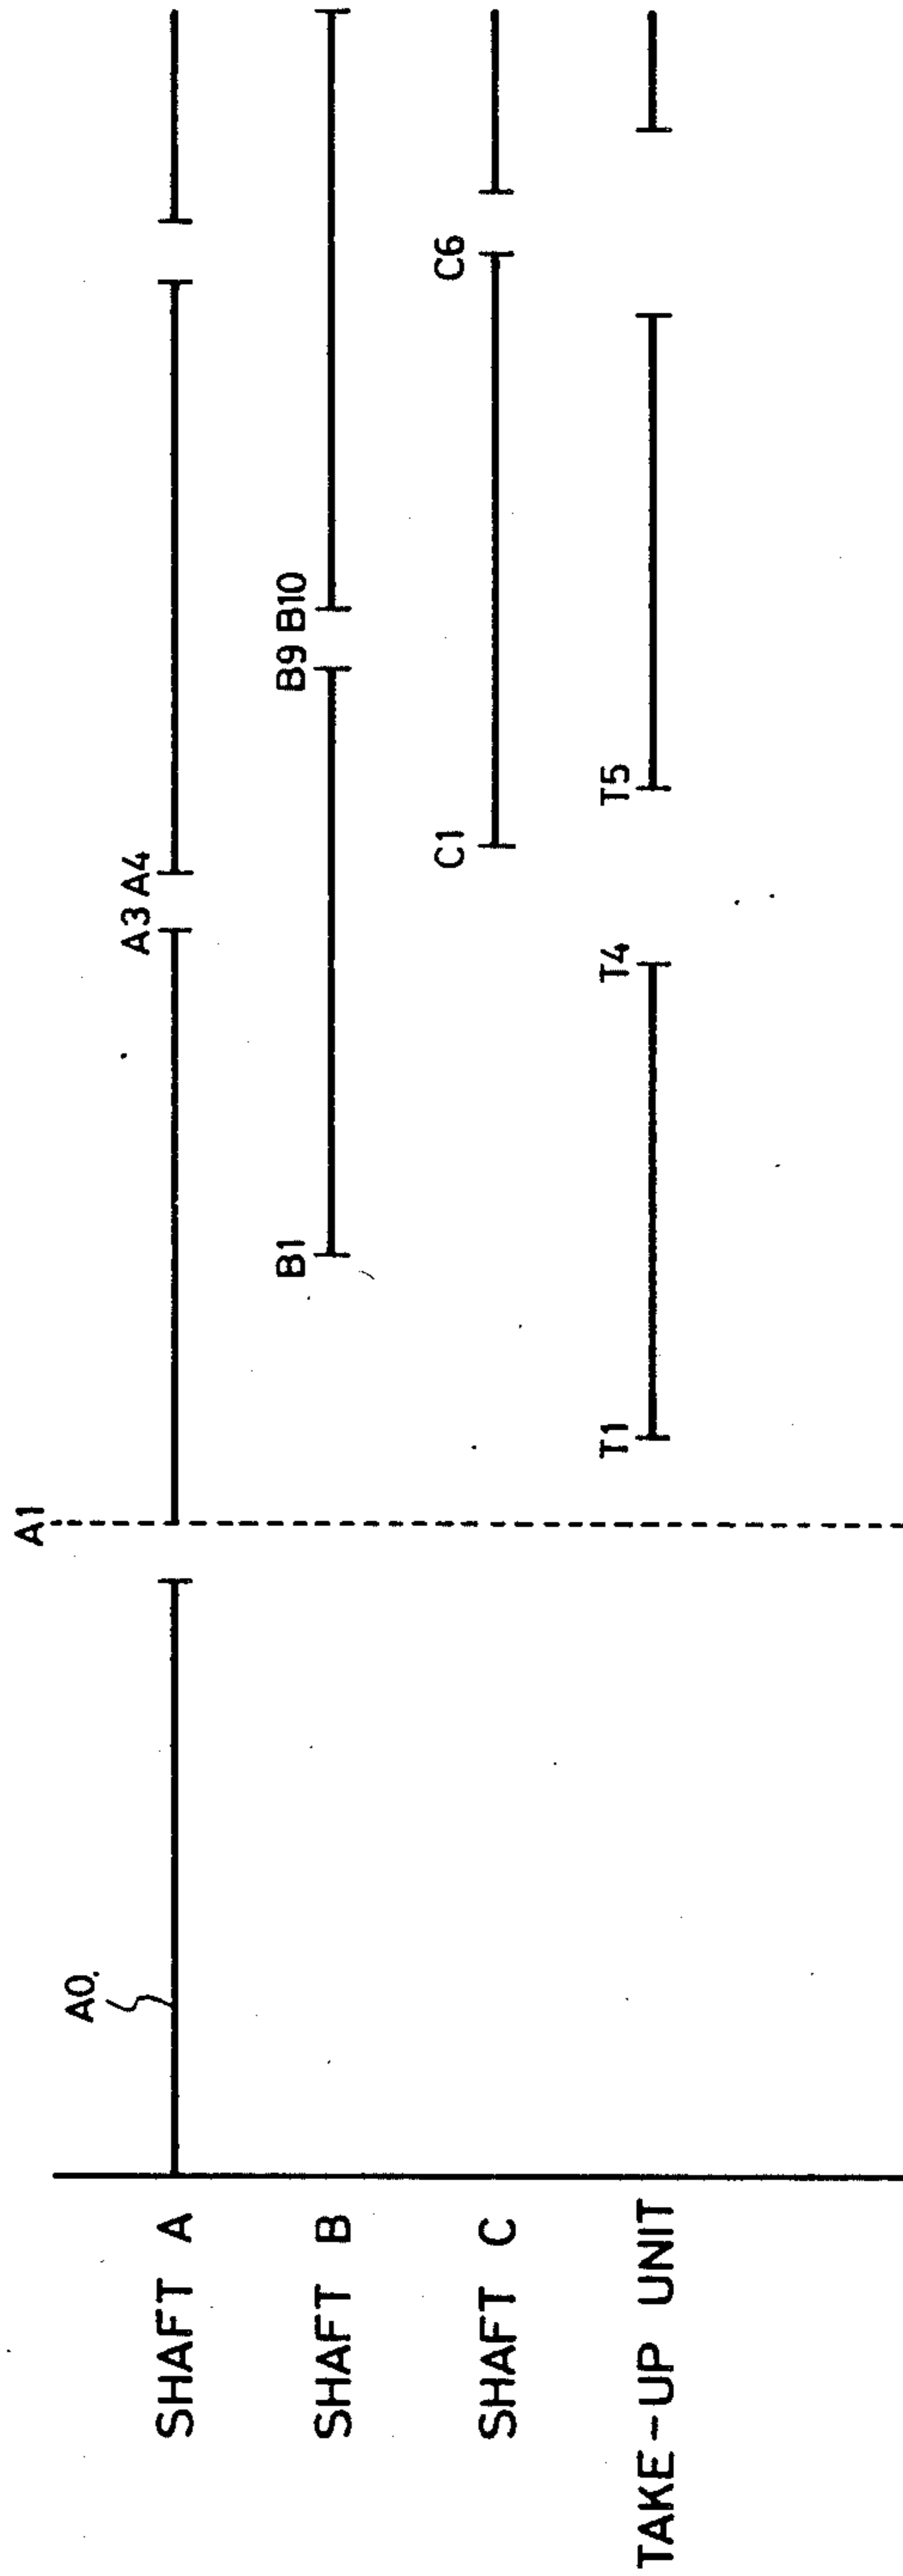 A1
SHAFT A A0 A3 A4
SHAFT B B1 B9 B10
SHAFT C C1 C6
TAKE-UP UNIT T1 T4 T5